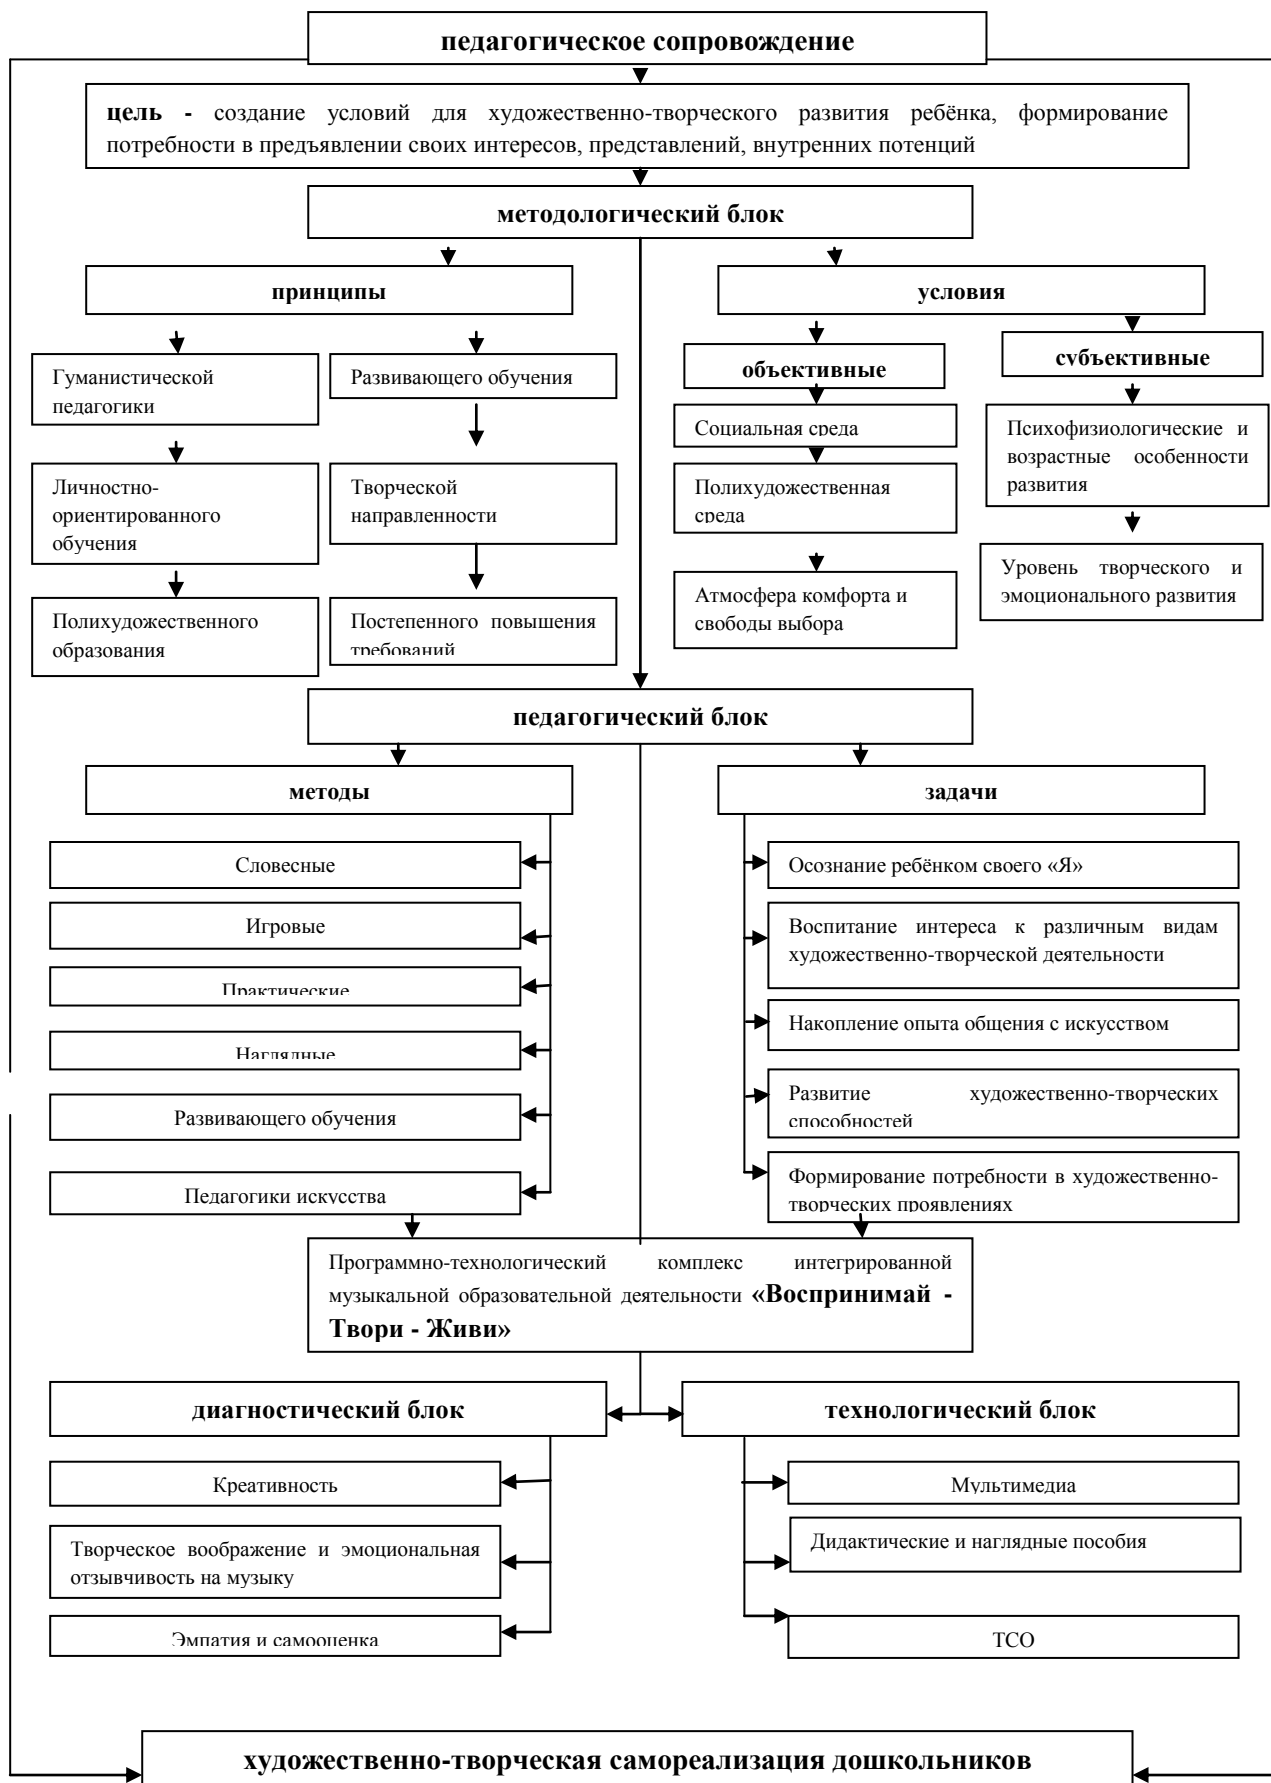 педагогическое сопровождение
цель - создание условий для художественно-творческого развития ребёнка, формирование
потребности в предъявлении своих интересов, представлений, внутренних потенций
методологический блок
принципы
условия
Гуманистической
педагогики
Развивающего обучения
объективные
субъективные
Социальная среда
Психофизиологические и
возрастные особенности
развития
Личностно-
ориентированного
обучения
Творческой
направленности
Полихудожественная
среда
Уровень творческого и
эмоционального развития
Полихудожественного
образования
Постепенного повышения
требований
Атмосфера комфорта и
свободы выбора
педагогический блок
методы
задачи
Словесные
Игровые
Практические
Наглядные
Развивающего обучения
Педагогики искусства
Осознание ребёнком своего «Я»
Воспитание интереса к различным видам
художественно-творческой деятельности
Накопление опыта общения с искусством
Развитие художественно-творческих
способностей
Формирование потребности в художественно-
творческих проявлениях
Программно-технологический комплекс интегрированной
музыкальной образовательной деятельности «Воспринимай -
Твори - Живи»
диагностический блок
технологический блок
Креативность
Творческое воображение и эмоциональная
отзывчивость на музыку
Эмпатия и самооценка
Мультимедиа
Дидактические и наглядные пособия
ТСО
художественно-творческая самореализация дошкольников